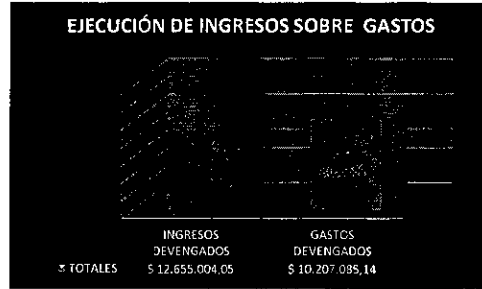 EJECUCIÓN DE INGRESOS SOBRE GASTOS
INGRESOS DEVENGADOS
GASTOS DEVENGADOS
TOTALES $ 12.655.004,05 $ 10.207.085,14